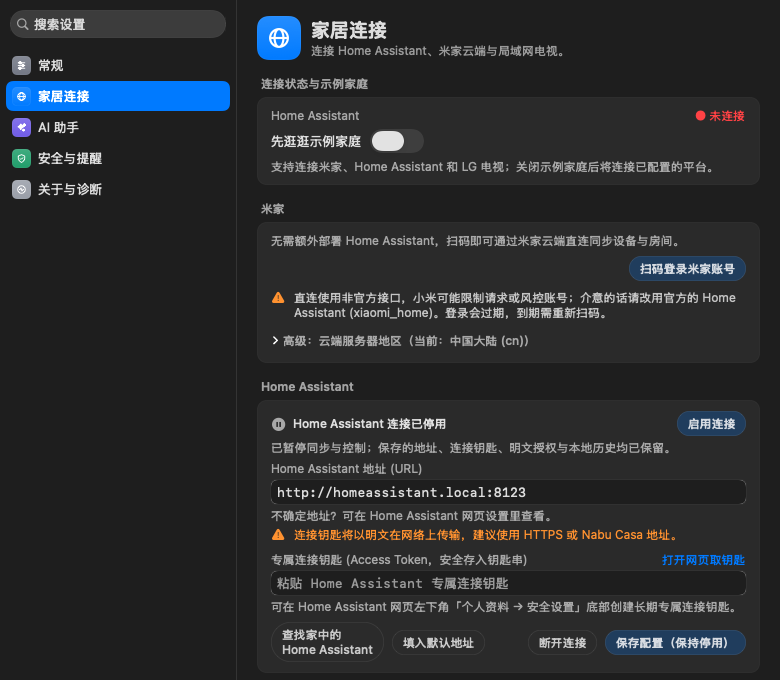 搜索设置
常规
家居连接
AI 助手
安全与提醒
关于与诊断
家居连接
连接 Home Assistant、米家云端与局域网电视。
连接状态与示例家庭
Home Assistant
未连接
先逛逛示例家庭
支持连接米家、Home Assistant 和 LG 电视；关闭示例家庭后将连接已配置的平台。
米家
无需额外部署 Home Assistant，扫码即可通过米家云端直连同步设备与房间。
扫码登录米家账号
直连使用非官方接口，小米可能限制请求或风控账号；介意的话请改用官方的 Home
Assistant (xiaomi_home)。登录会过期，到期需重新扫码。
高级：云端服务器地区（当前：中国大陆 (cn)）
Home Assistant
Home Assistant 连接已停用
启用连接
已暂停同步与控制；保存的地址、连接钥匙、明文授权与本地历史均已保留。
Home Assistant 地址 (URL)
http://homeassistant.local:8123
不确定地址？可在 Home Assistant 网页设置里查看。
连接钥匙将以明文在网络上传输，建议使用 HTTPS 或 Nabu Casa 地址。
专属连接钥匙 (Access Token，安全存入钥匙串)
打开网页取钥匙
粘贴 Home Assistant 专属连接钥匙
可在 Home Assistant 网页左下角「个人资料 → 安全设置」底部创建长期专属连接钥匙。
查找家中的
Home Assistant
填入默认地址
断开连接
保存配置（保持停用）